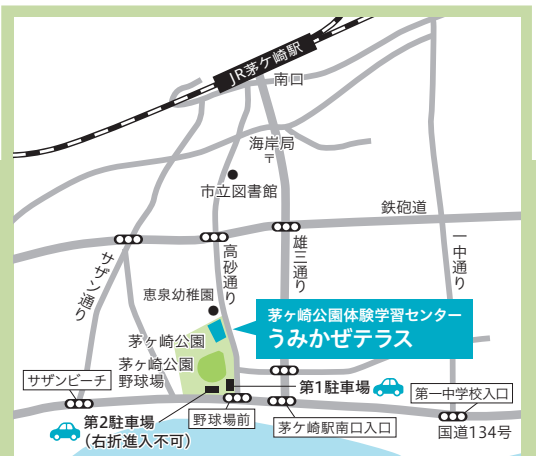 JR茅ケ崎駅
南口
海岸局
〒
市立図書館
鉄砲道
サザン通り
高砂通り
雄三通り
一中通り
恵泉幼稚園
茅ヶ崎公園体験学習センター
うみかぜテラス
茅ヶ崎公園
茅ヶ崎公園
野球場
サザンビーチ
第1駐車場
第一中学校入口
第2駐車場
(右折進入不可)
野球場前
茅ケ崎駅南口入口
国道134号